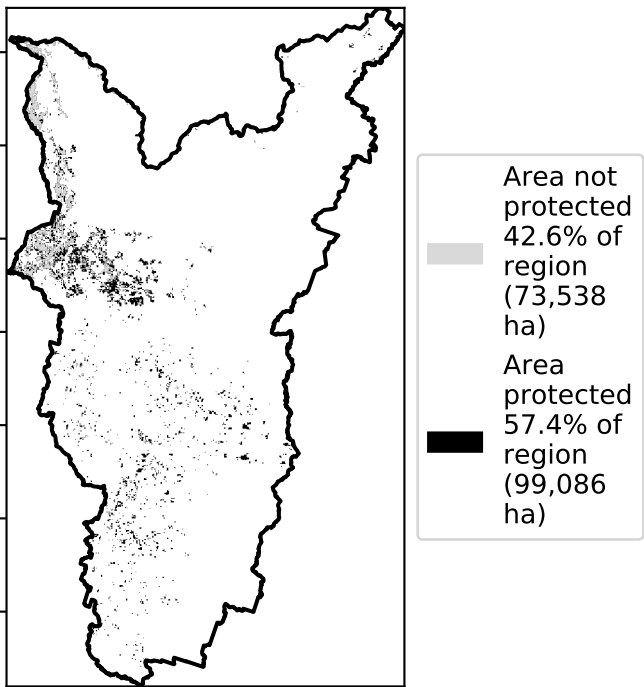 Area not
protected
42.6% of
region
(73,538
ha)
Area
protected
57.4% of
region
(99,086
ha)